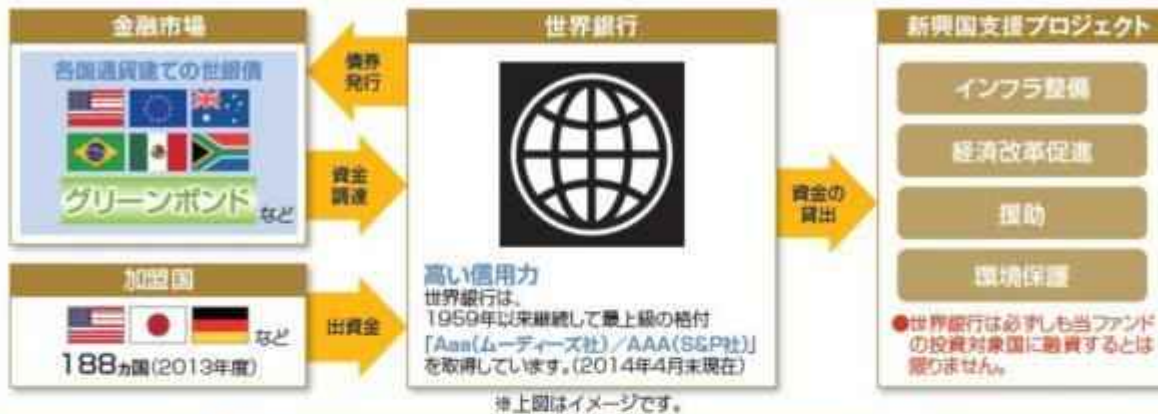 金融市場
各国通貨建ての世銀債
グリーンボンド など
加盟国
など
188ヵ国(2013年度)
債券
発行
資金
調達
出資金
世界銀行
高い信用力
世界銀行は、
1959年以来継続して最上級の格付
「Aaa(ムーディーズ社)/AAA(S&P社)」
を取得しています。(2014年4月末現在)
資金の
貸出
新興国支援プロジェクト
インフラ整備
経済改革促進
援助
環境保護
●世界銀行は必ずしも当ファンド
の投資対象国に融資するとは
限りません。
※上図はイメージです。